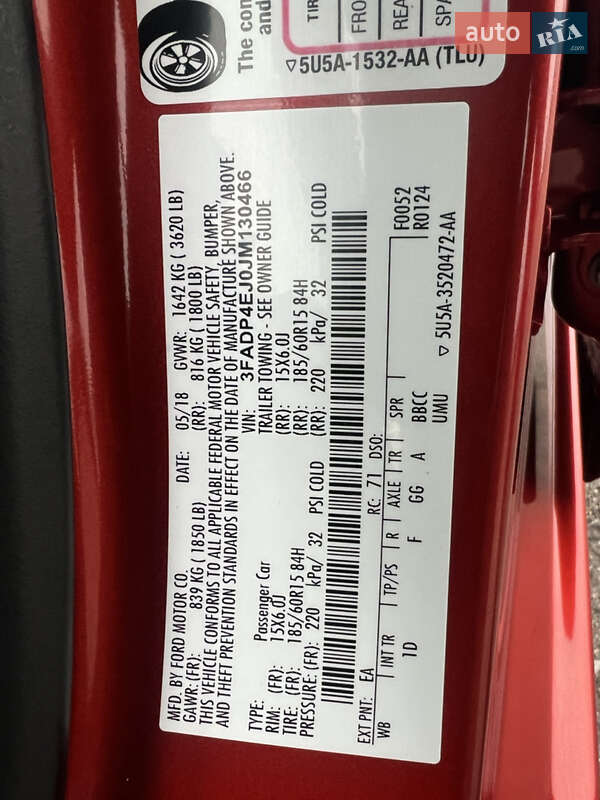 The con
and
TIRE
FRO
REA
SPA
▽5U5A-1532-AA (TLU)
auto RIA.com
MFD. BY FORD MOTOR CO.
DATE: 05/18 GVWR: 1642 KG ( 3620 LB)
GAWR: (FR): 839 KG ( 1850 LB) (RR): 816 KG ( 1800 LB)
THIS VEHICLE CONFORMS TO ALL APPLICABLE FEDERAL MOTOR VEHICLE SAFETY, BUMPER,
AND THEFT PREVENTION STANDARDS IN EFFECT ON THE DATE OF MANUFACTURE SHOWN ABOVE.
VIN: 3FADP4EJ0JM130466
TYPE: Passenger Car TRAILER TOWING - SEE OWNER GUIDE
RIM: (FR): 15X6.0J (RR): 15X6.0J
TIRE: (FR): 185/60R15 84H (RR): 185/60R15 84H
PRESSURE: (FR): 220 kPa/ 32 PSI COLD (RR): 220 kPa/ 32 PSI COLD
EXT PNT: EA RC: 71 DSO: F0052
R0124
WB INT TR TP/PS R AXLE TR SPR
1D F GG A BBCC
UMU
▽5U5A-3520472-AA